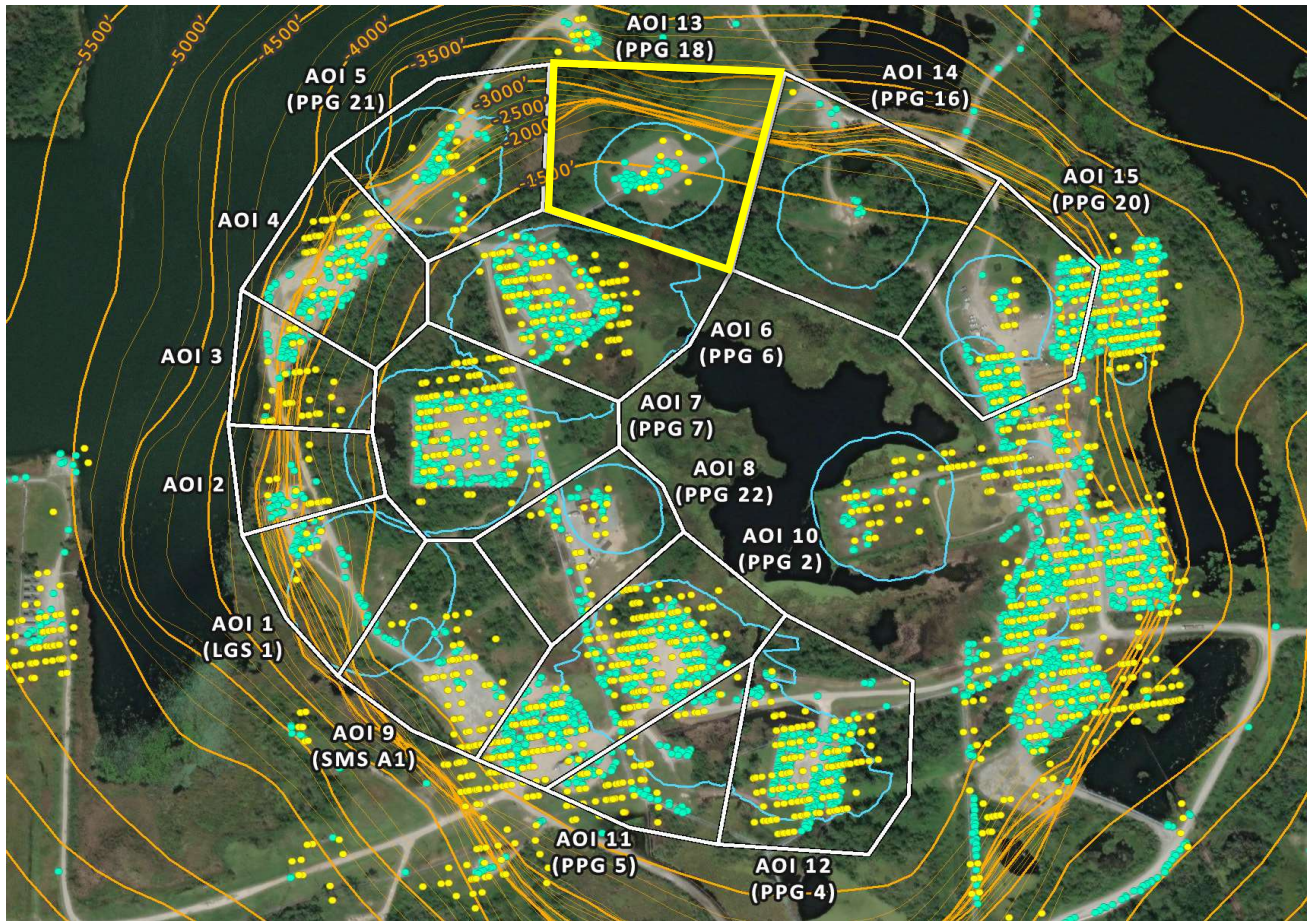 -5500'
-5000'
-4500'
-4000'
-3500'
-3000'
-2500'
-2000'
-1500'
AOI 13
(PPG 18)
AOI 5
(PPG 21)
AOI 14
(PPG 16)
AOI 15
(PPG 20)
AOI 4
AOI 6
(PPG 6)
AOI 3
AOI 7
(PPG 7)
AOI 8
(PPG 22)
AOI 2
AOI 10
(PPG 2)
AOI 1
(LGS 1)
AOI 9
(SMS A1)
AOI 11
(PPG 5)
AOI 12
(PPG 4)